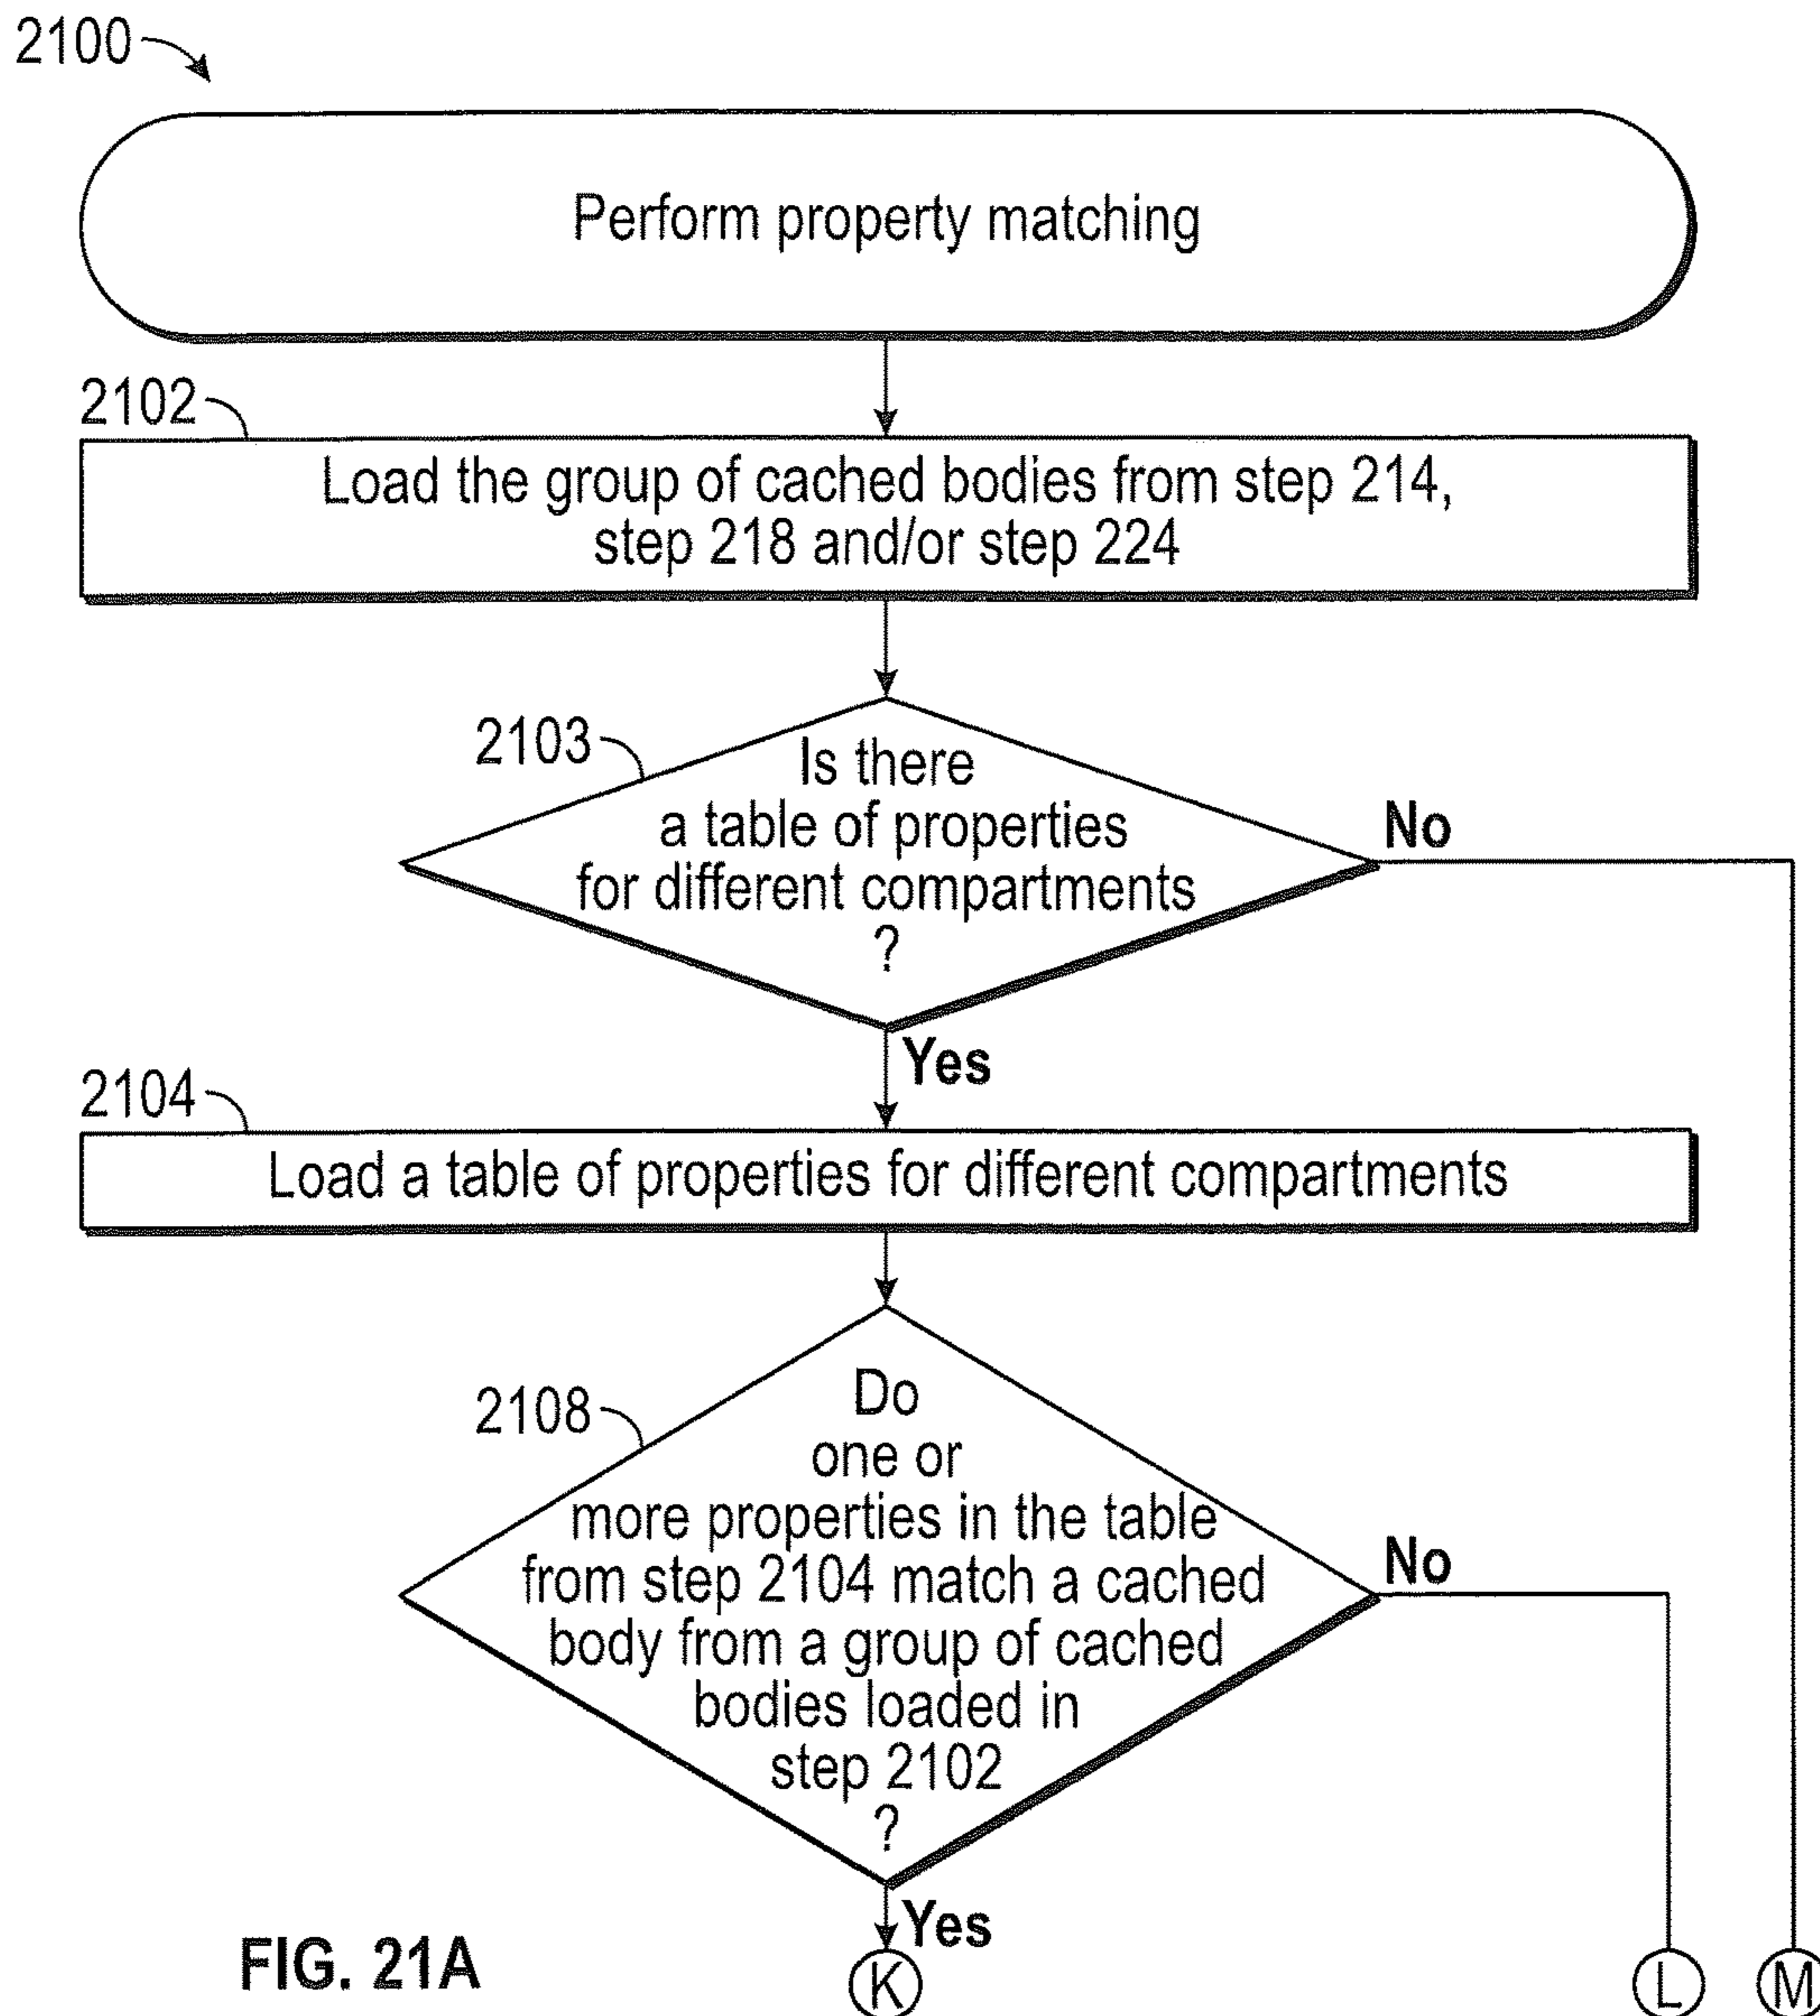 2100
Perform property matching
2102
Load the group of cached bodies from step 214,
step 218 and/or step 224
2103
Is there
a table of properties
for different compartments
?
No
Yes
2104
Load a table of properties for different compartments
2108
Do
one or
more properties in the table
from step 2104 match a cached
body from a group of cached
bodies loaded in
step 2102
?
No
Yes
FIG. 21A
K
L
M